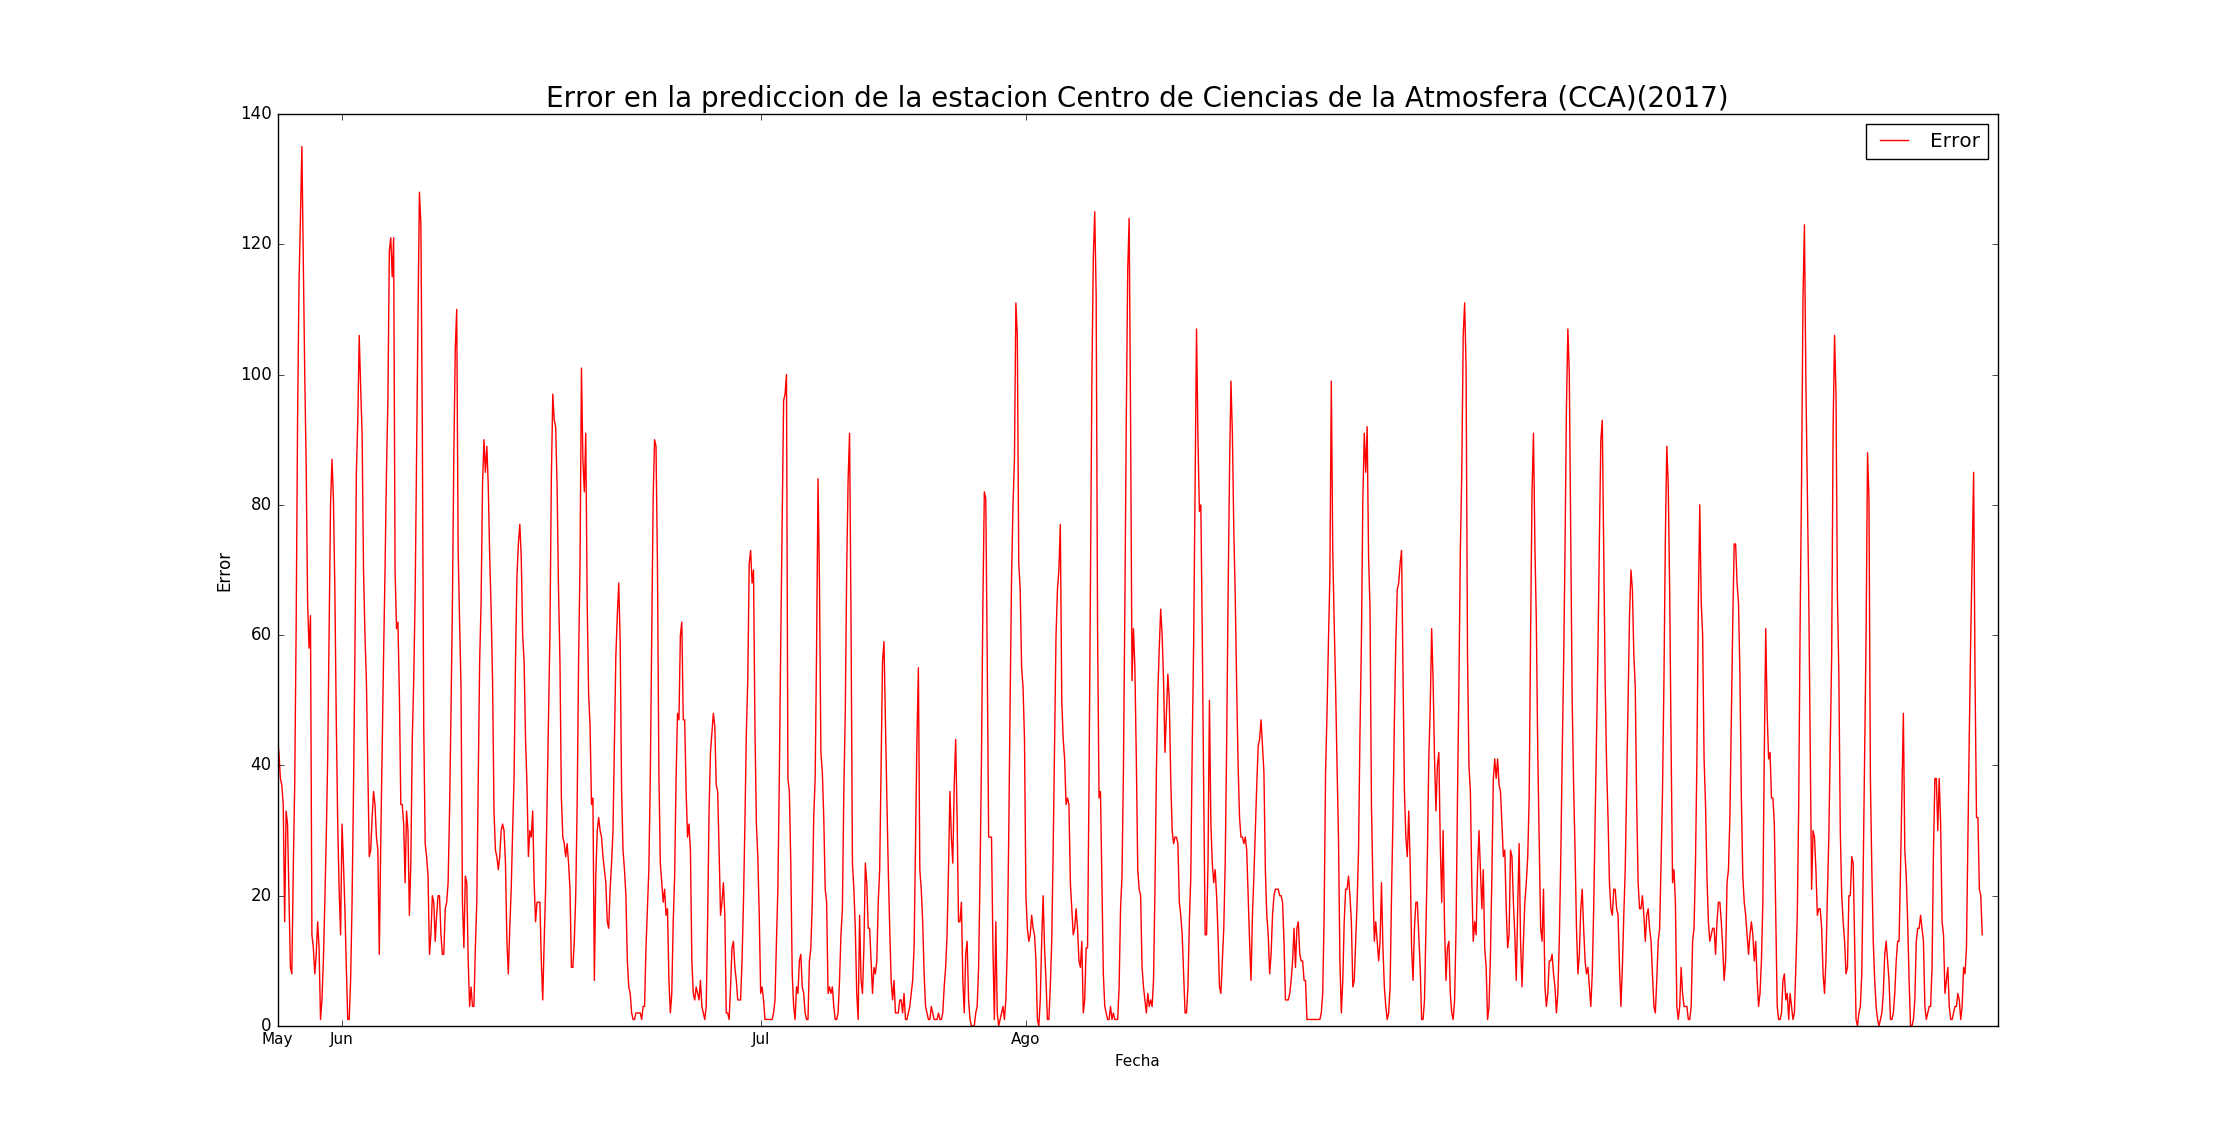 Error en la prediccion de la estacion Centro de Ciencias de la Atmosfera (CCA)(2017)
140
Error
120
100
80
60
Error
40
20
0
May Jun Jul Ago
Fecha